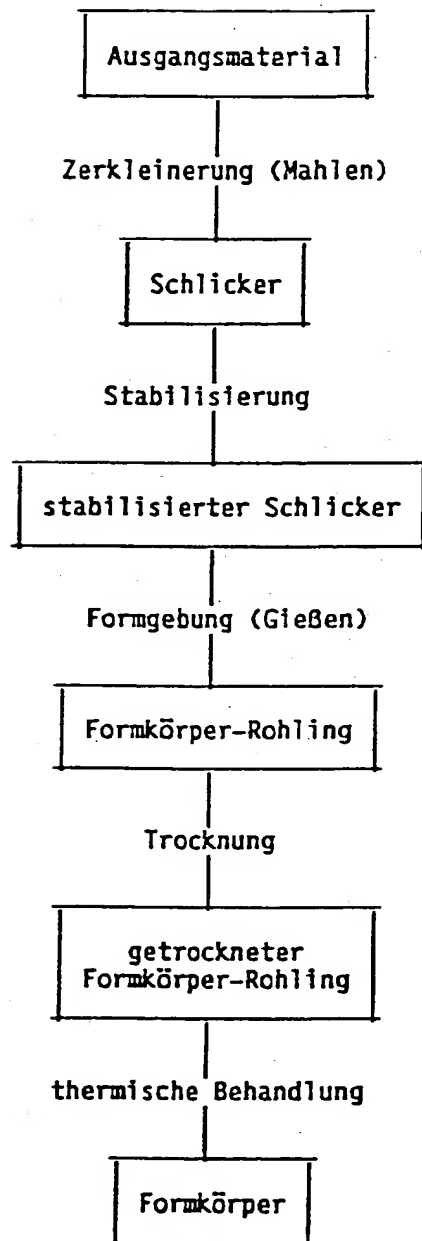 Ausgangsmaterial
Zerkleinerung (Mahlen)
Schlicker
Stabilisierung
stabilisierter Schlicker
Formgebung (Gießen)
Formkörper-Rohling
Trocknung
getrockneter
Formkörper-Rohling
thermische Behandlung
Formkörper